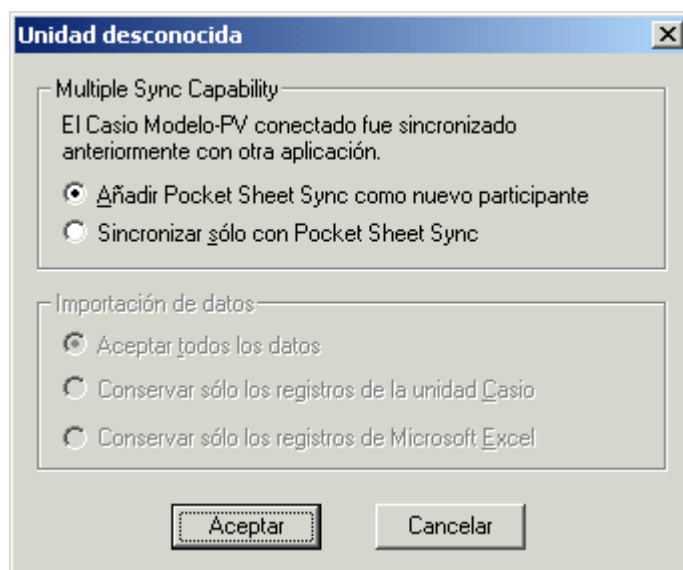 Unidad desconocida
Multiple Sync Capability
El Casio Modelo-PV conectado fue sincronizado
anteriormente con otra aplicación.
Añadir Pocket Sheet Sync como nuevo participante
Sincronizar sólo con Pocket Sheet Sync
Importación de datos
Aceptar todos los datos
Conservar sólo los registros de la unidad Casio
Conservar sólo los registros de Microsoft Excel
Aceptar
Cancelar